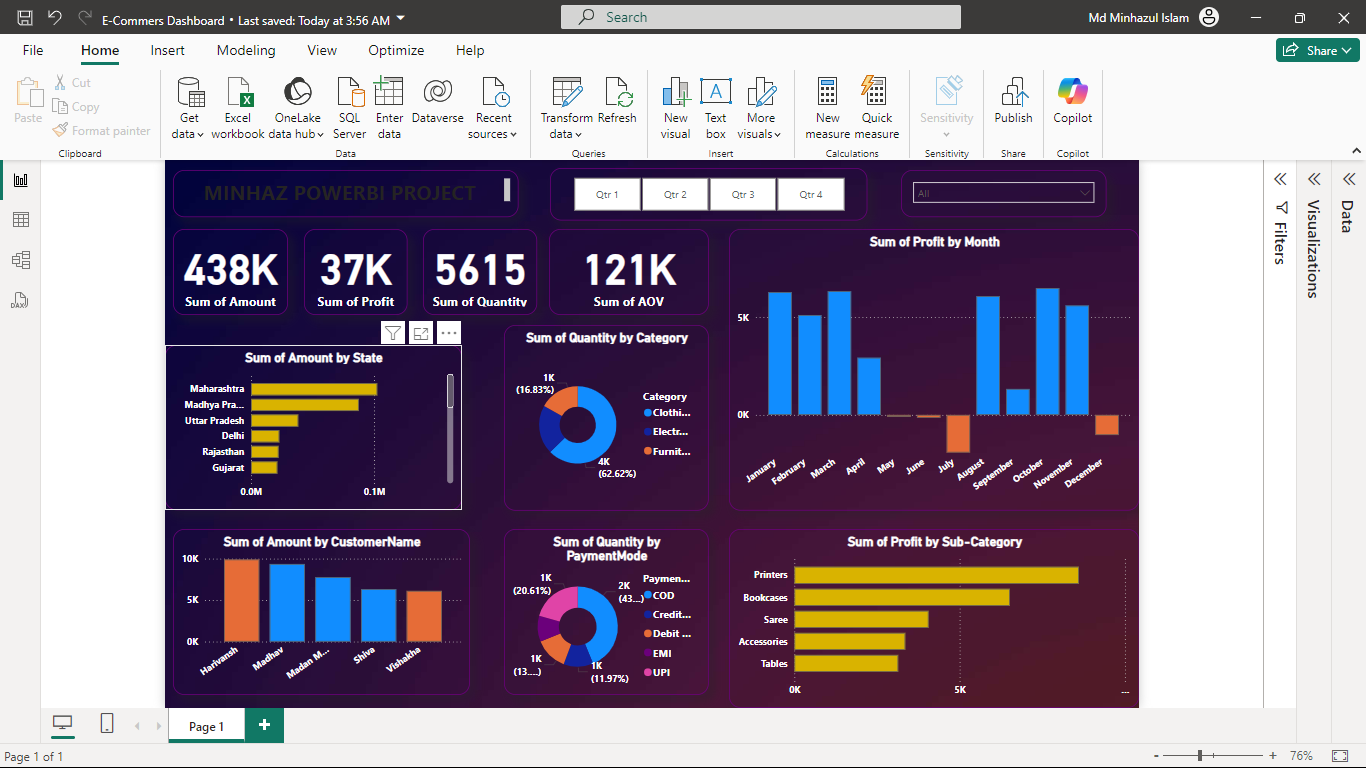 E-Commers Dashboard • Last saved: Today at 3:56 AM
Search
Md Minhazul Islam
File Home Insert Modeling View Optimize Help
Share
Paste
Cut
Copy
Format painter
Clipboard
Get data
Excel workbook
OneLake data hub
SQL Server
Enter data
Dataverse
Recent sources
Data
Transform data
Refresh
Queries
New visual
Text box
More visuals
Insert
New measure
Quick measure
Calculations
Sensitivity
Sensitivity
Publish
Share
Copilot
Copilot
DAX
MINHAZ POWERBI PROJECT
Qtr 1 Qtr 2 Qtr 3 Qtr 4
All
438K
Sum of Amount
37K
Sum of Profit
5615
Sum of Quantity
121K
Sum of AOV
Sum of Profit by Month
5K
0K
January February March April May June July August September October November December
Sum of Amount by State
Maharashtra
Madhya Pra...
Uttar Pradesh
Delhi
Rajasthan
Gujarat
0.0M 0.1M
Sum of Quantity by Category
1K
(16.83%)
4K
(62.62%)
Category
Clothi...
Electr...
Furnit...
Sum of Amount by CustomerName
10K
5K
0K
Harivansh Madhav Madan M... Shiva Vishakha
Sum of Quantity by
PaymentMode
1K
(20.61%)
2K
(43...)
1K
(13....)
1K
(11.97%)
Paymen...
COD
Credit...
Debit ...
EMI
UPI
Sum of Profit by Sub-Category
Printers
Bookcases
Saree
Accessories
Tables
0K 5K ...
Filters
Visualizations
Data
Page 1
+
Page 1 of 1
- + 76%